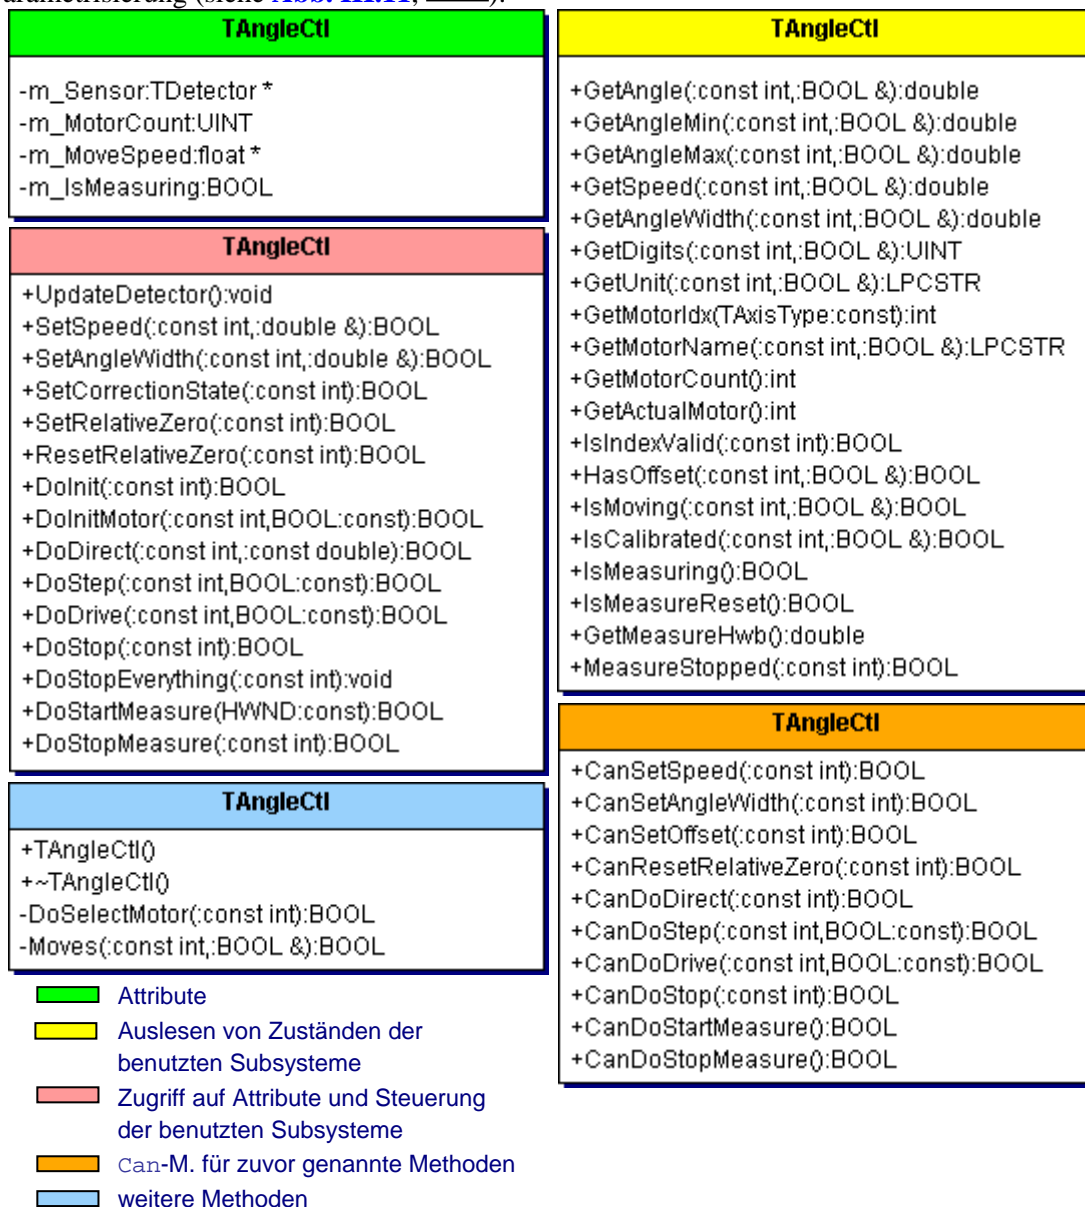 (siehe Abb. III.11,
TAngleCtl
-m_Sensor:TDetector *
-m_MotorCount:UINT
-m_MoveSpeed:float *
-m_IsMeasuring:BOOL
TAngleCtl
+UpdateDetector():void
+SetSpeed(:const int,:double &):BOOL
+SetAngleWidth(:const int,:double &):BOOL
+SetCorrectionState(:const int):BOOL
+SetRelativeZero(:const int):BOOL
+ResetRelativeZero(:const int):BOOL
+DoInit(:const int):BOOL
+DoInitMotor(:const int,BOOL:const):BOOL
+DoDirect(:const int,:const double):BOOL
+DoStep(:const int,BOOL:const):BOOL
+DoDrive(:const int,BOOL:const):BOOL
+DoStop(:const int):BOOL
+DoStopEverything(:const int):void
+DoStartMeasure(HWND:const):BOOL
+DoStopMeasure(:const int):BOOL
TAngleCtl
+TAngleCtl()
+~TAngleCtl()
-DoSelectMotor(:const int):BOOL
-Moves(:const int,:BOOL &):BOOL
TAngleCtl
+GetAngle(:const int,:BOOL &):double
+GetAngleMin(:const int,:BOOL &):double
+GetAngleMax(:const int,:BOOL &):double
+GetSpeed(:const int,:BOOL &):double
+GetAngleWidth(:const int,:BOOL &):double
+GetDigits(:const int,:BOOL &):UINT
+GetUnit(:const int,:BOOL &):LPCSTR
+GetMotorIdx(TAxisType:const):int
+GetMotorName(:const int,:BOOL &):LPCSTR
+GetMotorCount():int
+GetActualMotor():int
+IsIndexValid(:const int):BOOL
+HasOffset(:const int,:BOOL &):BOOL
+IsMoving(:const int,:BOOL &):BOOL
+IsCalibrated(:const int,:BOOL &):BOOL
+IsMeasuring():BOOL
+IsMeasureReset():BOOL
+GetMeasureHwb():double
+MeasureStopped(:const int):BOOL
TAngleCtl
+CanSetSpeed(:const int):BOOL
+CanSetAngleWidth(:const int):BOOL
+CanSetOffset(:const int):BOOL
+CanResetRelativeZero(:const int):BOOL
+CanDoDirect(:const int):BOOL
+CanDoStep(:const int,BOOL:const):BOOL
+CanDoDrive(:const int,BOOL:const):BOOL
+CanDoStop(:const int):BOOL
+CanDoStartMeasure():BOOL
+CanDoStopMeasure():BOOL
Attribute
Auslesen von Zuständen der
benutzten Subsysteme
Zugriff auf Attribute und Steuerung
der benutzten Subsysteme
Can-M. für zuvor genannte Methoden
weitere Methoden